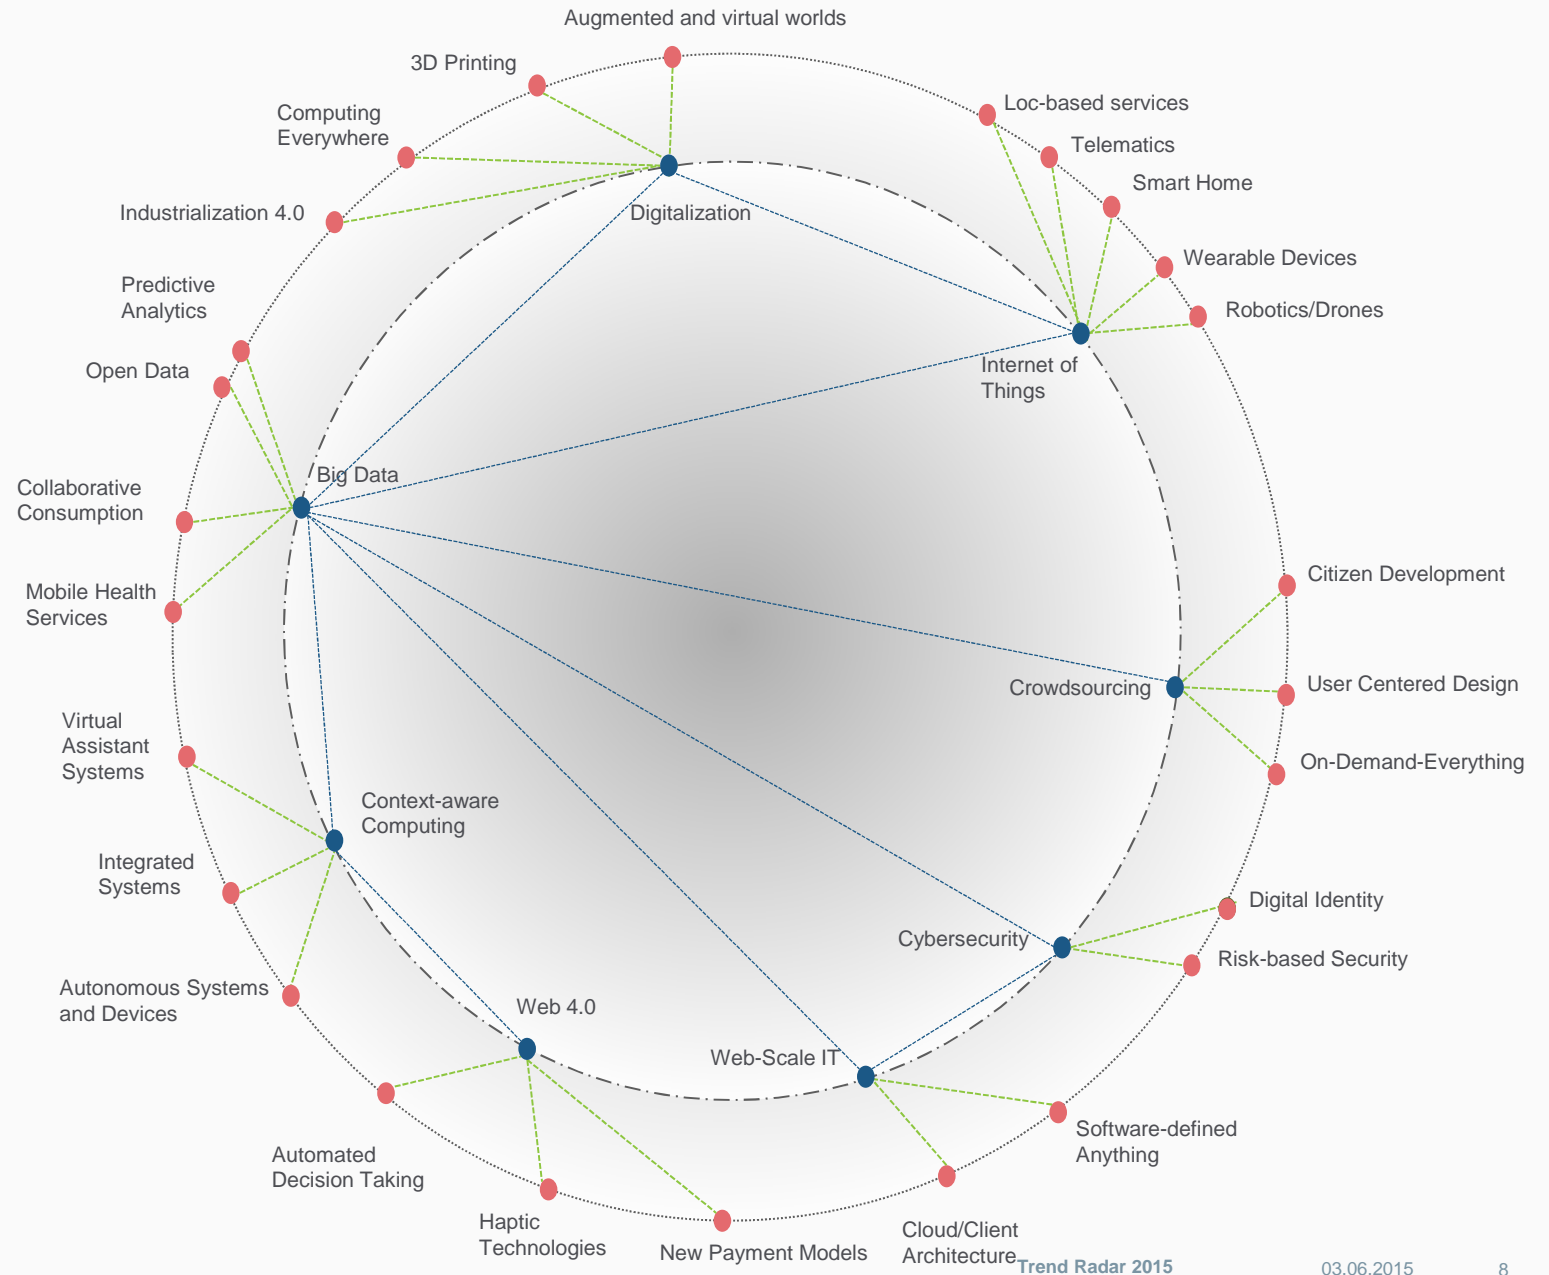 Augmented and virtual worlds
3D Printing
Computing
Everywhere
Industrialization 4.0
Predictive
Analytics
Open Data
Collaborative
Consumption
Mobile Health
Services
Virtual
Assistant
Systems
Integrated
Systems
Autonomous Systems
and Devices
Automated
Decision Taking
Haptic
Technologies
New Payment Models
Cloud/Client
Architecture
Software-defined
Anything
Risk-based Security
Digital Identity
On-Demand-Everything
User Centered Design
Citizen Development
Robotics/Drones
Wearable Devices
Smart Home
Telematics
Loc-based services
Digitalization
Internet of
Things
Big Data
Crowdsourcing
Context-aware
Computing
Cybersecurity
Web 4.0
Web-Scale IT
Trend Radar 2015
03.06.2015
8